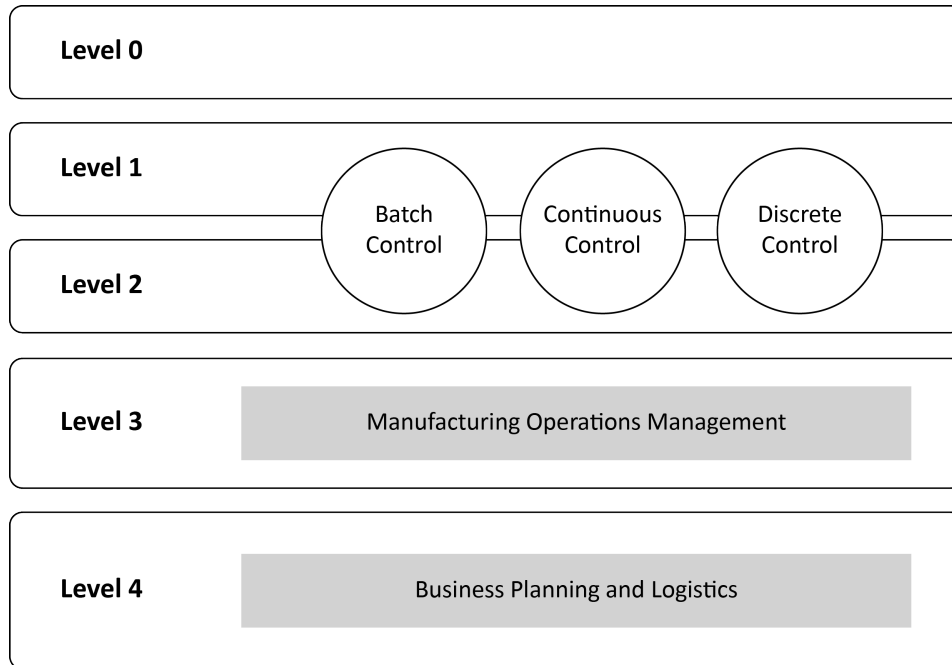 Level 0
Level 1
Batch
Control
Continuous
Control
Discrete
Control
Level 2
Level 3
Manufacturing Operations Management
Level 4
Business Planning and Logistics